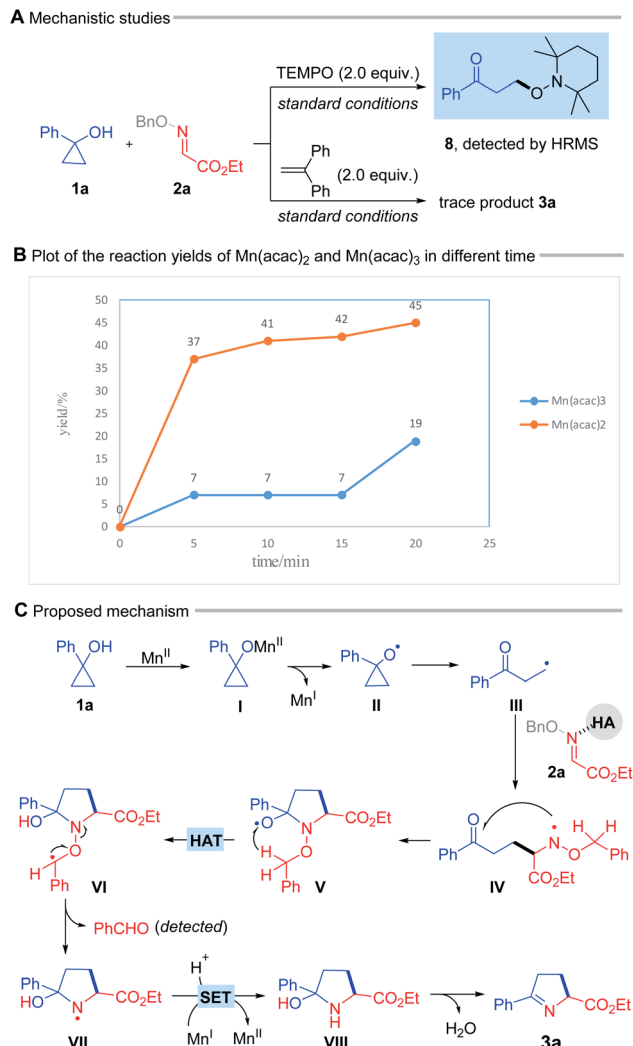 A Mechanistic studies
Ph OH
1a
+
BnO N CO2Et
2a
TEMPO (2.0 equiv.)
standard conditions
Ph Ph (2.0 equiv.)
standard conditions
O Ph O N
8, detected by HRMS
trace product 3a
B Plot of the reaction yields of Mn(acac)2 and Mn(acac)3 in different time
yield/%
50
45
40
35
30
25
20
15
10
5
0
0 37 41 42 45
7 7 7 19
0 5 10 15 20 25
time/min
Mn(acac)3
Mn(acac)2
C Proposed mechanism
Ph OH
1a
MnII
Ph OMnII
I
MnI
Ph O•
II
O Ph •
III
BnO N HA
CO2Et
2a
O Ph N • O H H Ph
CO2Et
IV
Ph •O N CO2Et
O H Ph
V
HAT
Ph HO N CO2Et
O H • Ph
VI
PhCHO (detected)
Ph HO N • CO2Et
VII
H+
SET
MnI MnII
Ph HO N H CO2Et
VIII
H2O
Ph N CO2Et
3a